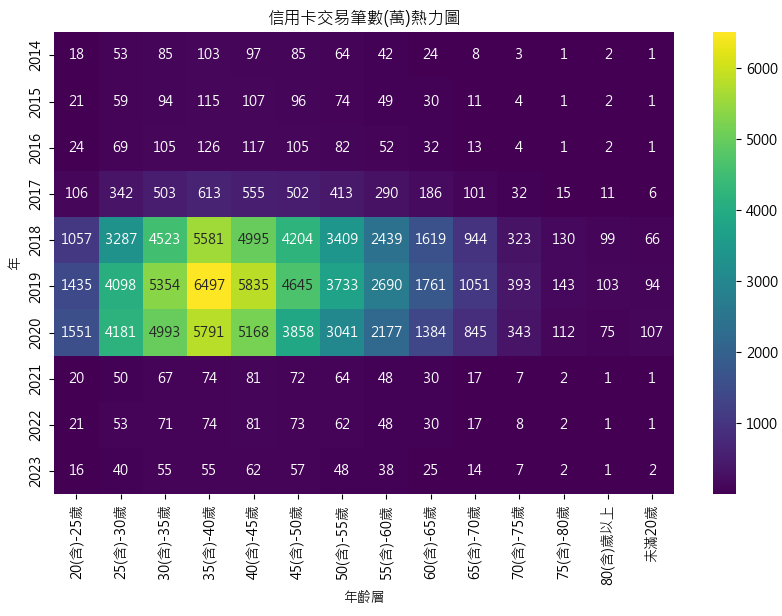 信用卡交易筆數(萬)熱力圖
2014 18 53 85 103 97 85 64 42 24 8 3 1 2 1
2015 21 59 94 115 107 96 74 49 30 11 4 1 2 1
2016 24 69 105 126 117 105 82 52 32 13 4 1 2 1
2017 106 342 503 613 555 502 413 290 186 101 32 15 11 6
2018 1057 3287 4523 5581 4995 4204 3409 2439 1619 944 323 130 99 66
2019 1435 4098 5354 6497 5835 4645 3733 2690 1761 1051 393 143 103 94
2020 1551 4181 4993 5791 5168 3858 3041 2177 1384 845 343 112 75 107
2021 20 50 67 74 81 72 64 48 30 17 7 2 1 1
2022 21 53 71 74 81 73 62 48 30 17 8 2 1 1
2023 16 40 55 55 62 57 48 38 25 14 7 2 1 2
年
20(含)-25歲 25(含)-30歲 30(含)-35歲 35(含)-40歲 40(含)-45歲 45(含)-50歲 50(含)-55歲 55(含)-60歲 60(含)-65歲 65(含)-70歲 70(含)-75歲 75(含)-80歲 80(含)歲以上 未滿20歲
年齡層
6000
5000
4000
3000
2000
1000